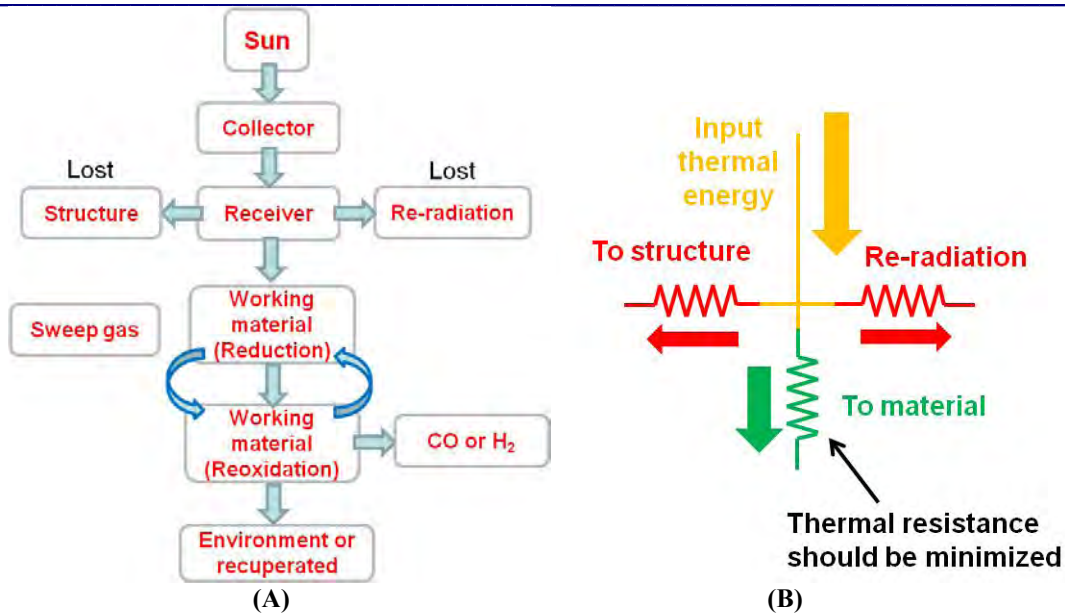 Sun
Collector
Lost
Lost
Structure
Receiver
Re-radiation
Sweep gas
Working
material
(Reduction)
Working
material
(Reoxidation)
CO or H₂
Environment or
recuperated
(A)
Input
thermal
energy
To structure
Re-radiation
To material
Thermal resistance
should be minimized
(B)